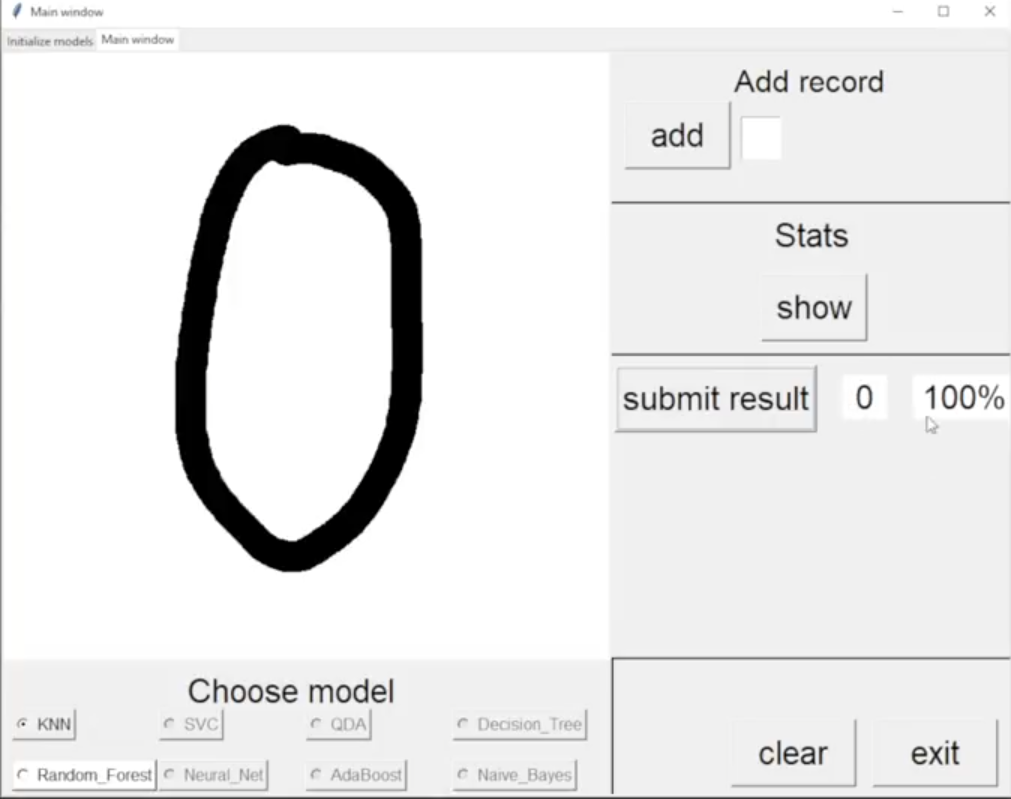 Main window
Initialize models Main window
Add record
add
Stats
show
submit result 0 100%
Choose model
KNN SVC QDA Decision_Tree
Random_Forest Neural_Net AdaBoost Naive_Bayes
clear exit